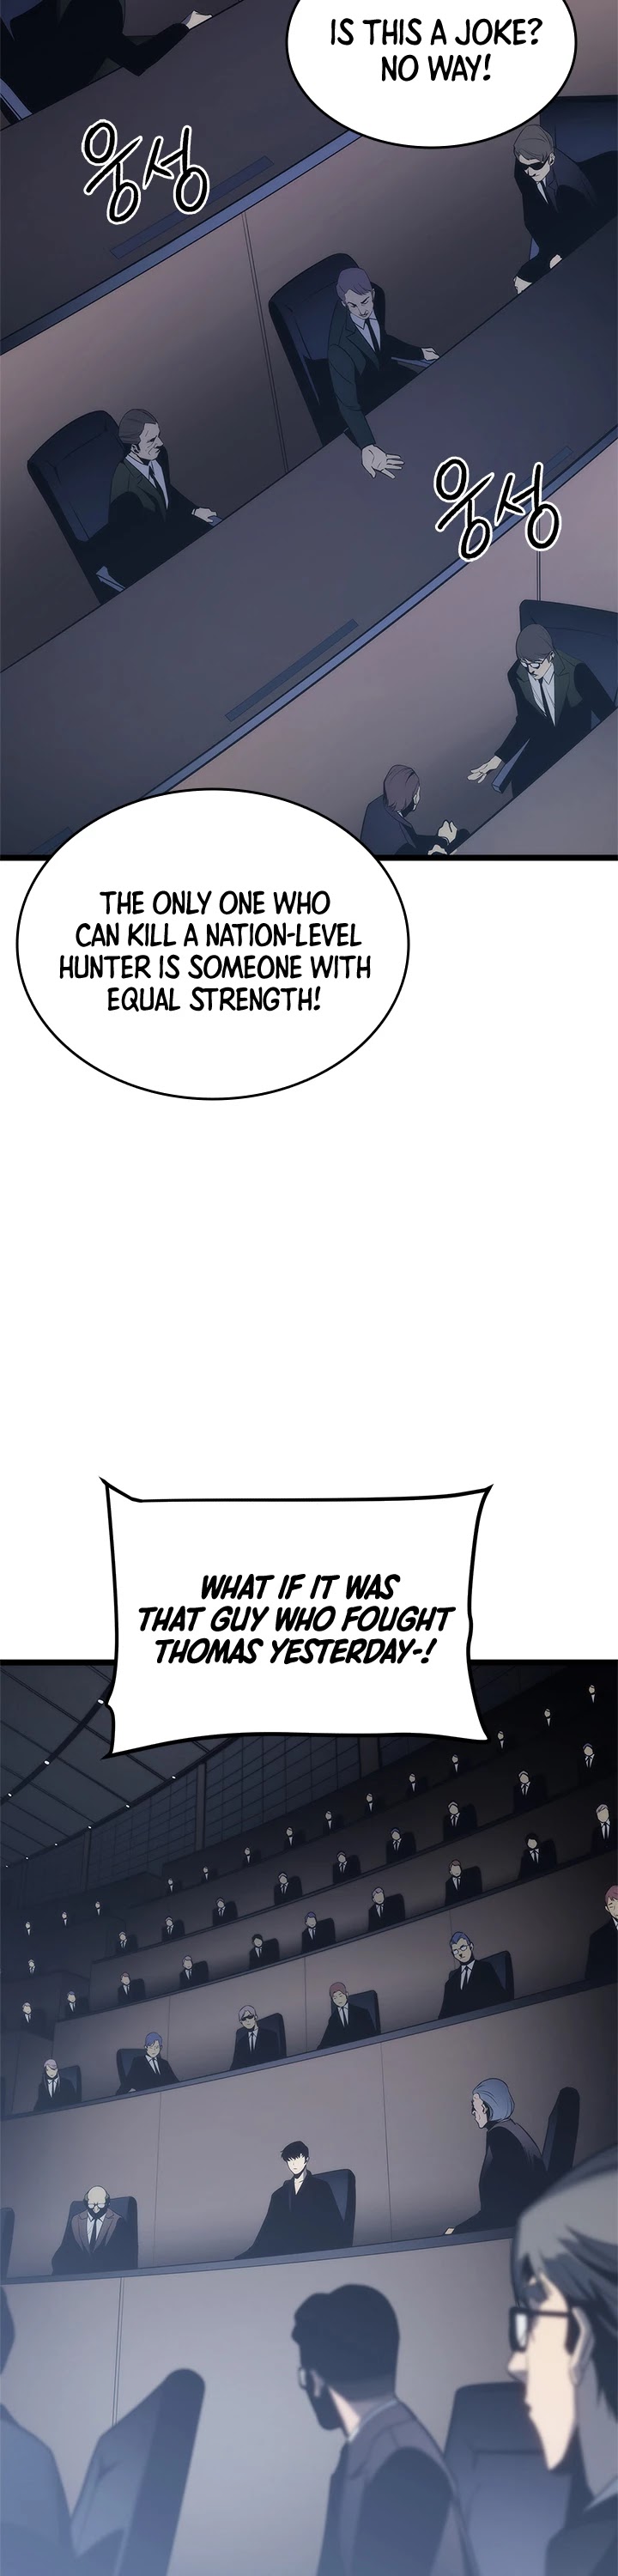 IS THIS A JOKE?
NO WAY!
웅성
웅성
THE ONLY ONE WHO
CAN KILL A NATION-LEVEL
HUNTER IS SOMEONE WITH
EQUAL STRENGTH!
WHAT IF IT WAS
THAT GUY WHO FOUGHT
THOMAS YESTERDAY-!